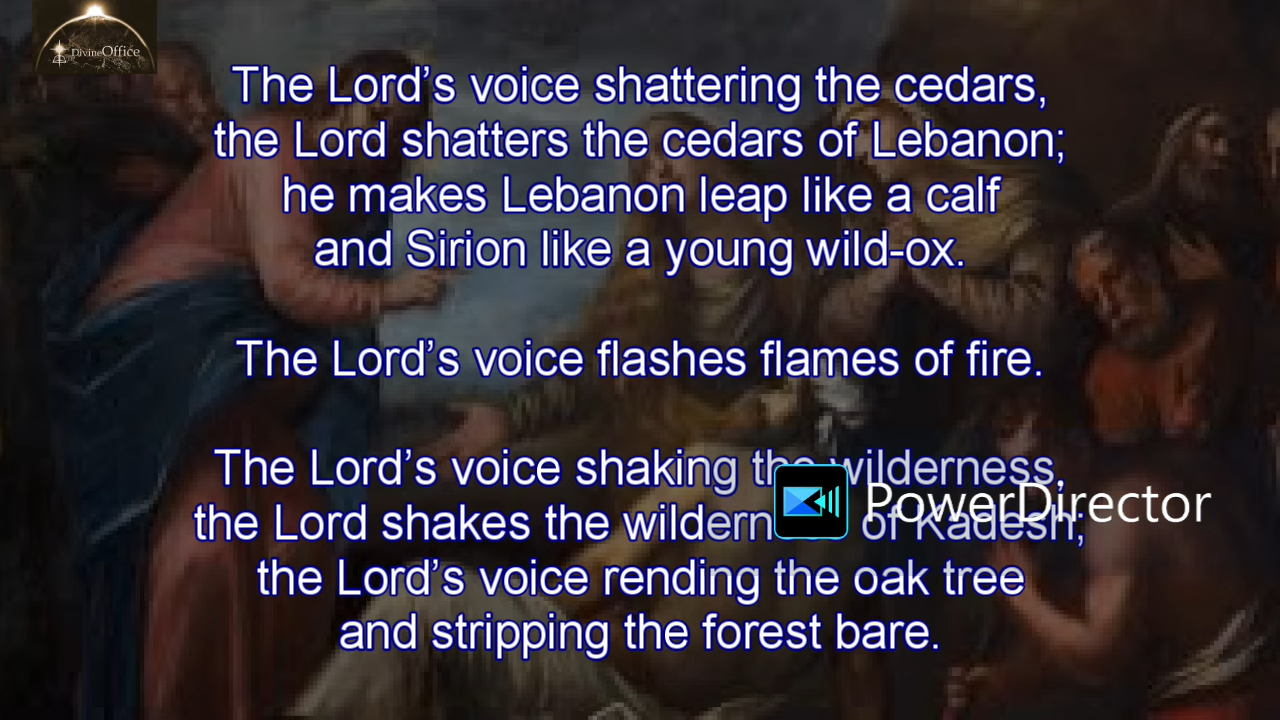 DivineOffice
The Lord's voice shattering the cedars,
the Lord shatters the cedars of Lebanon;
he makes Lebanon leap like a calf
and Sirion like a young wild-ox.
The Lord's voice flashes flames of fire.
The Lord's voice shaking the wilderness,
the Lord shakes the wilderness of Kadesh;
PowerDirector
the Lord's voice rending the oak tree
and stripping the forest bare.